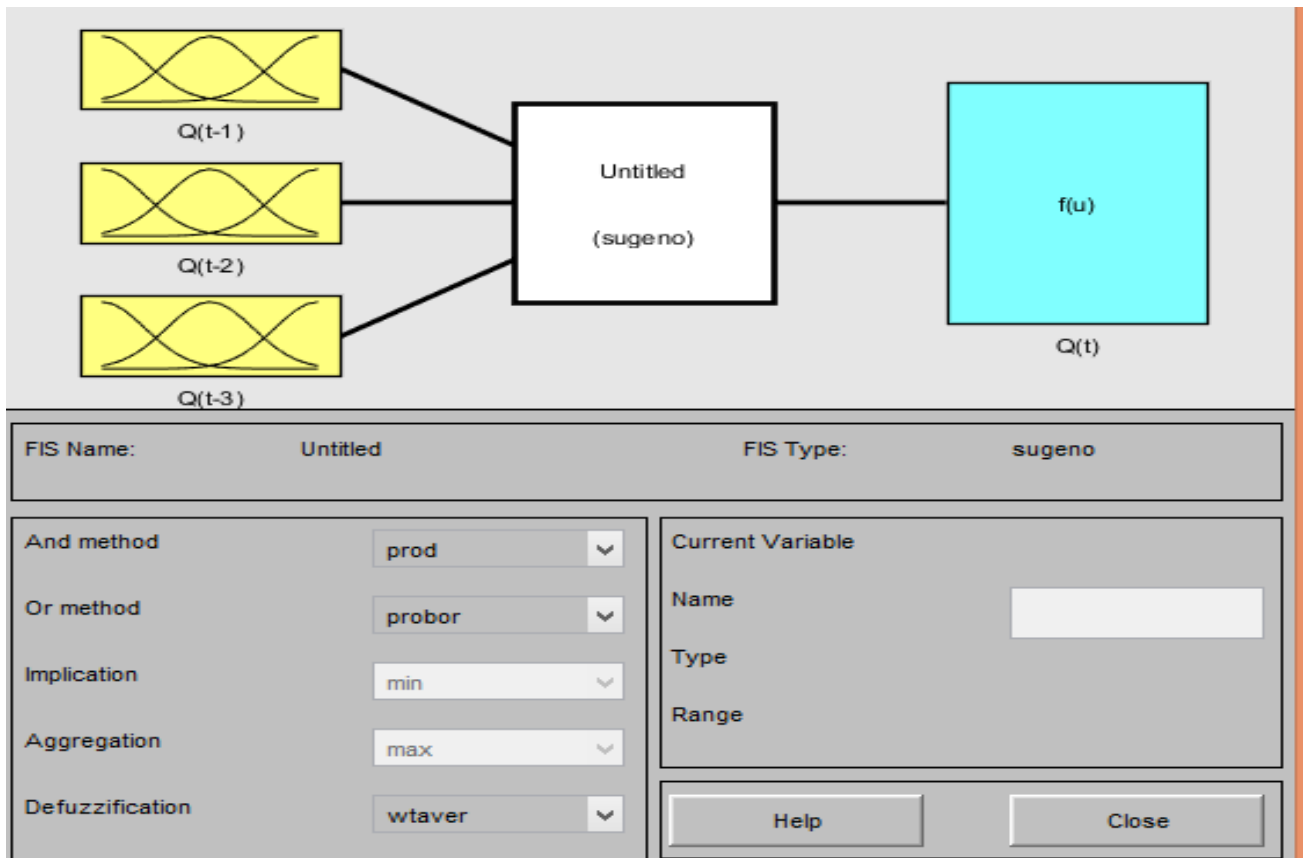 Q(t-1)
Q(t-2)
Q(t-3)
Untitled
(sugeno)
f(u)
Q(t)
FIS Name: Untitled FIS Type: sugeno
And method prod
Or method probor
Implication min
Aggregation max
Defuzzification wtaver
Current Variable
Name
Type
Range
Help Close